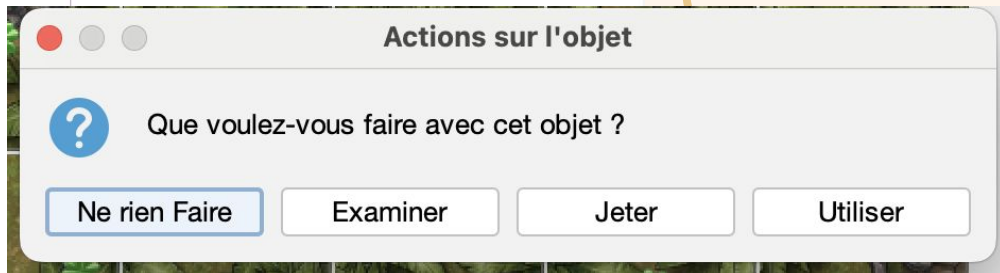 Actions sur l'objet
Que voulez-vous faire avec cet objet ?
Ne rien Faire Examiner Jeter Utiliser